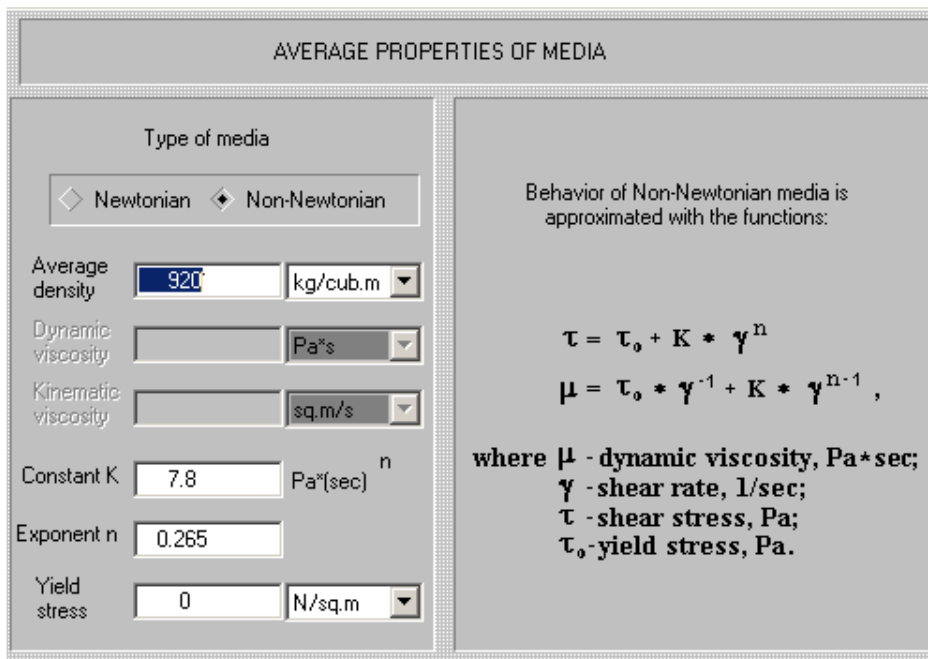 AVERAGE PROPERTIES OF MEDIA
Type of media
Newtonian Non-Newtonian
Average
density
920 kg/cub.m
Dynamic
viscosity
Pa*s
Kinematic
viscosity
sq.m/s
Constant K 7.8 Pa*(sec) n
Exponent n 0.265
Yield
stress
0 N/sq.m
Behavior of Non-Newtonian media is
approximated with the functions:
τ = τ₀ + K * γⁿ
μ = τ₀ * γ⁻¹ + K * γⁿ⁻¹ ,
where μ - dynamic viscosity, Pa*sec;
γ - shear rate, 1/sec;
τ - shear stress, Pa;
τ₀-yield stress, Pa.